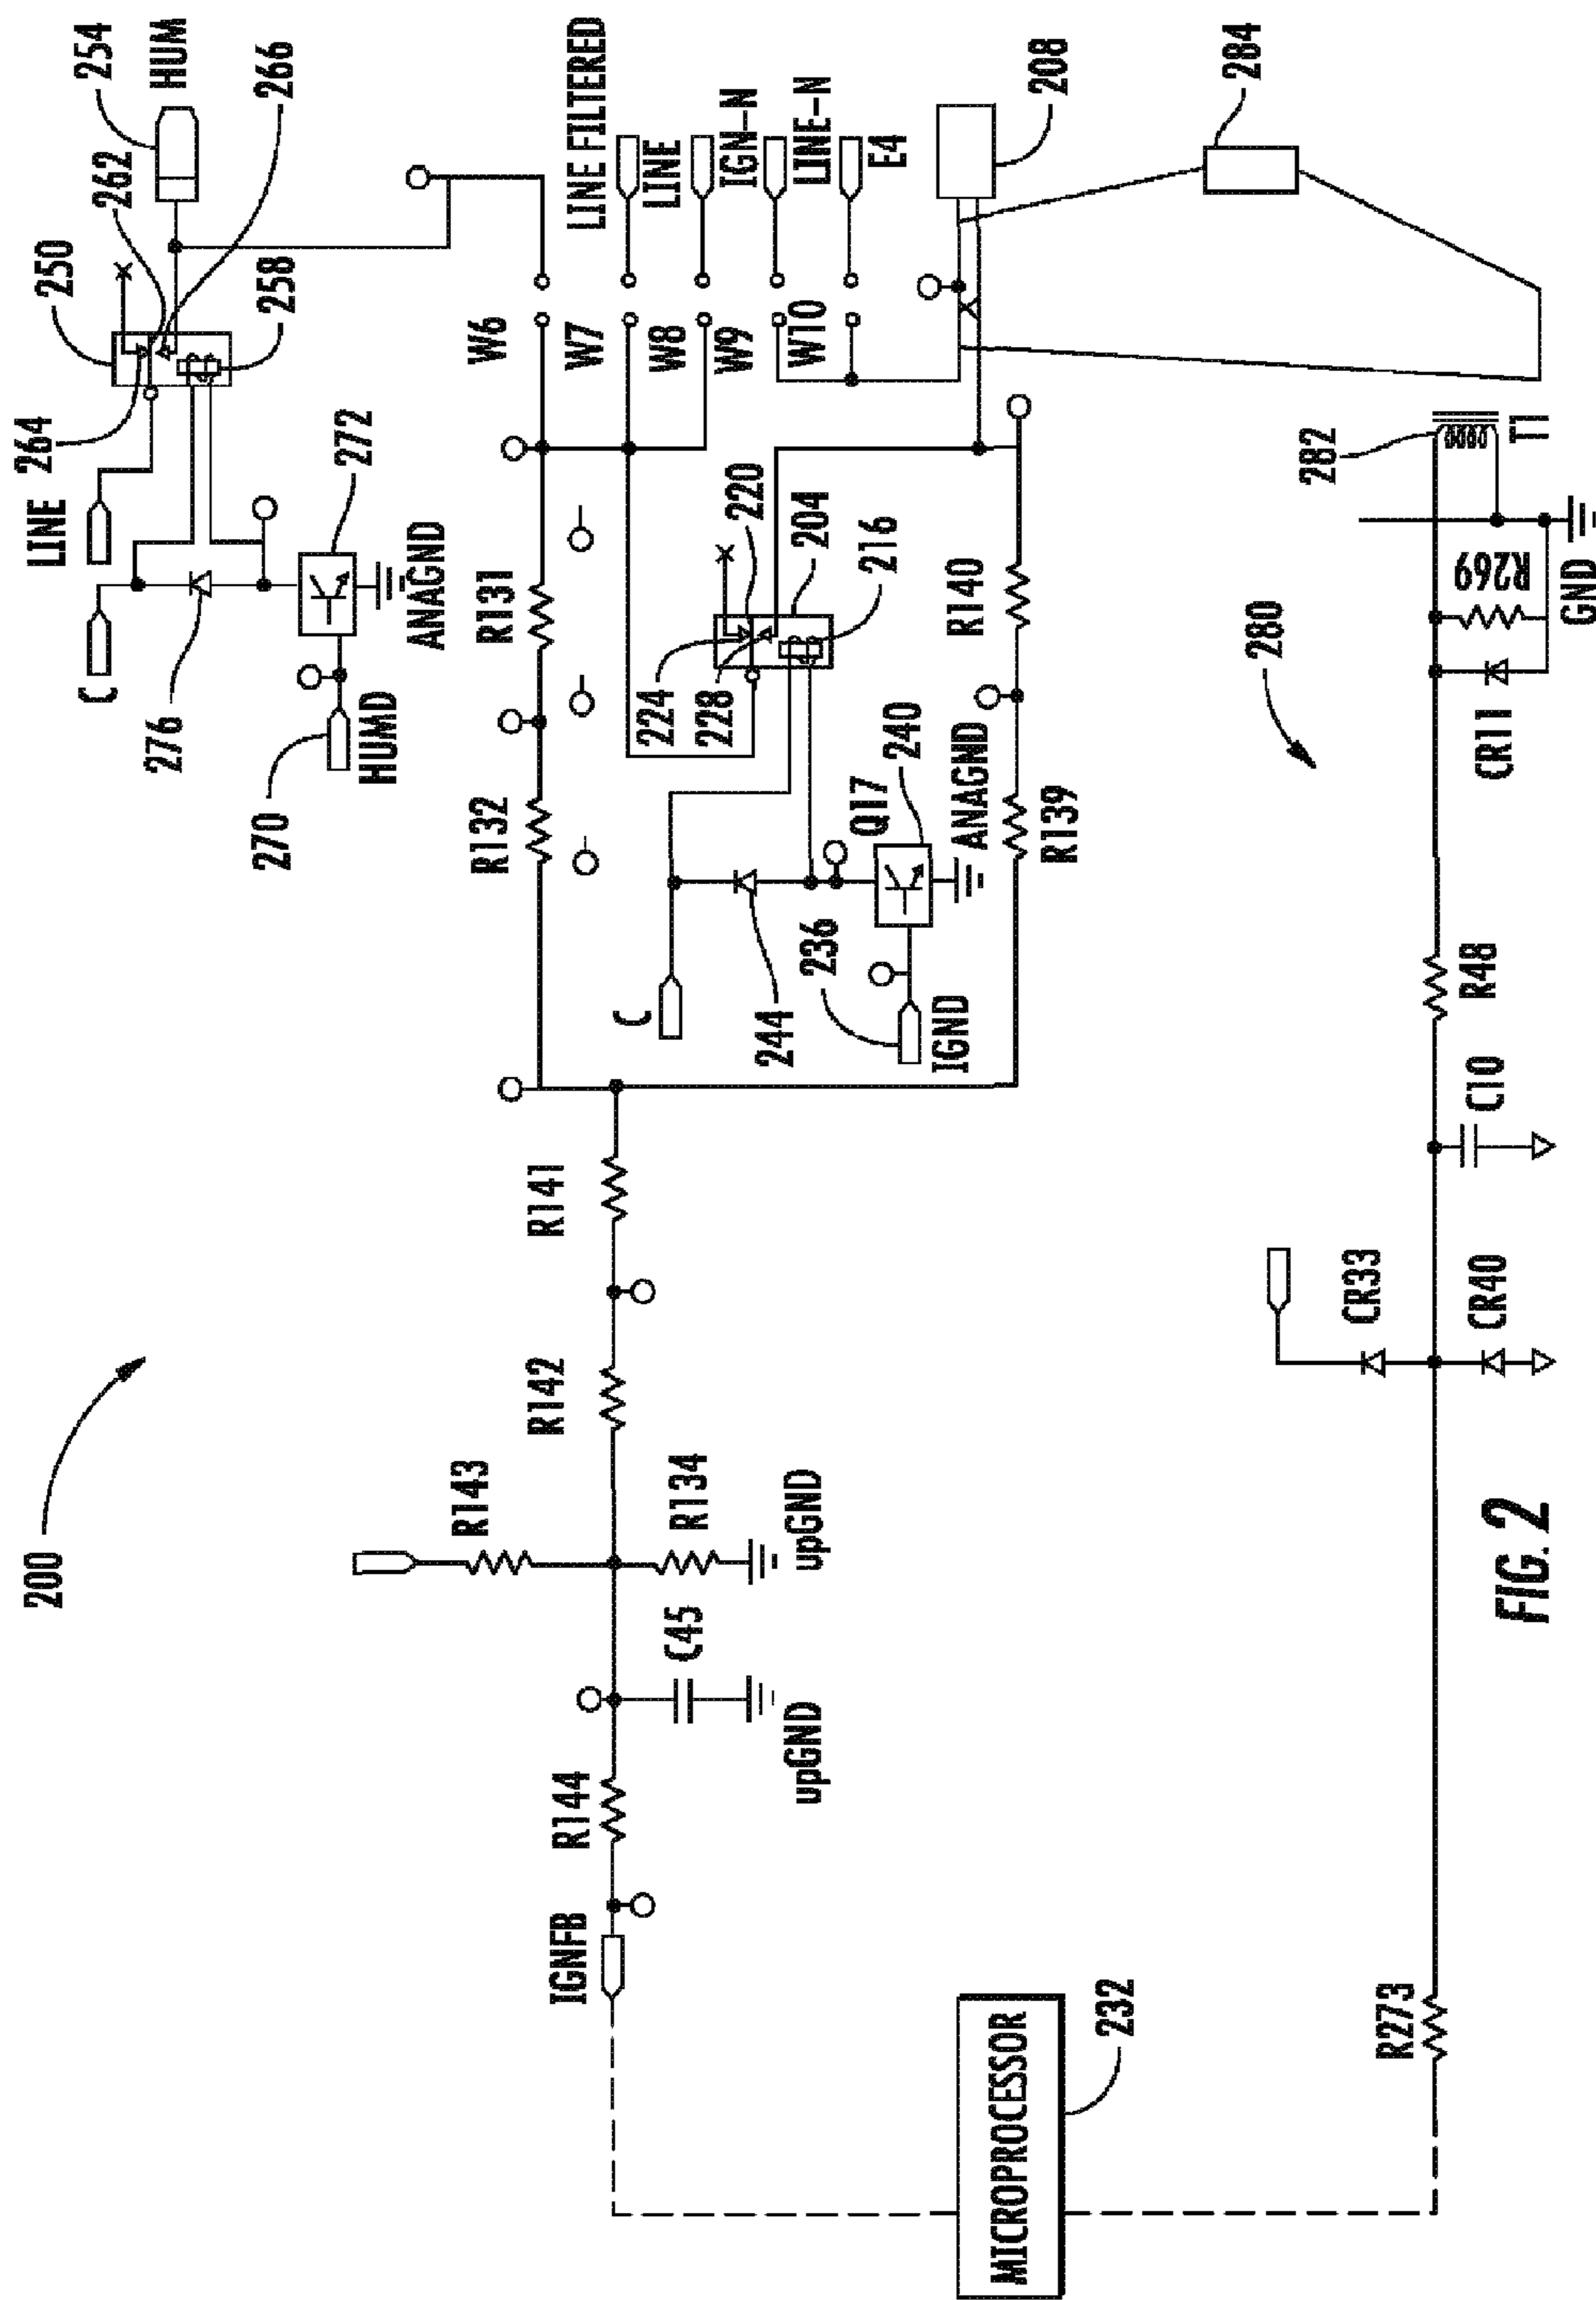 200
LINE
264
250
262
254
HUM
266
258
C
276
272
ANAGND
270
HUMD
R132
R131
W6
W7
W8
W9
W10
LINE FILTERED
LINE
IGN-N
LINE-N
E4
208
284
R143
R142
R141
IGNFB
R144
C45
upGND
R134
upGND
C
244
236
IGND
Q17
240
ANAGND
224
228
220
204
216
R139
R140
MICROPROCESSOR
232
280
282
T1
R273
CR33
CR40
C10
R48
CR11
R269
GND
FIG. 2